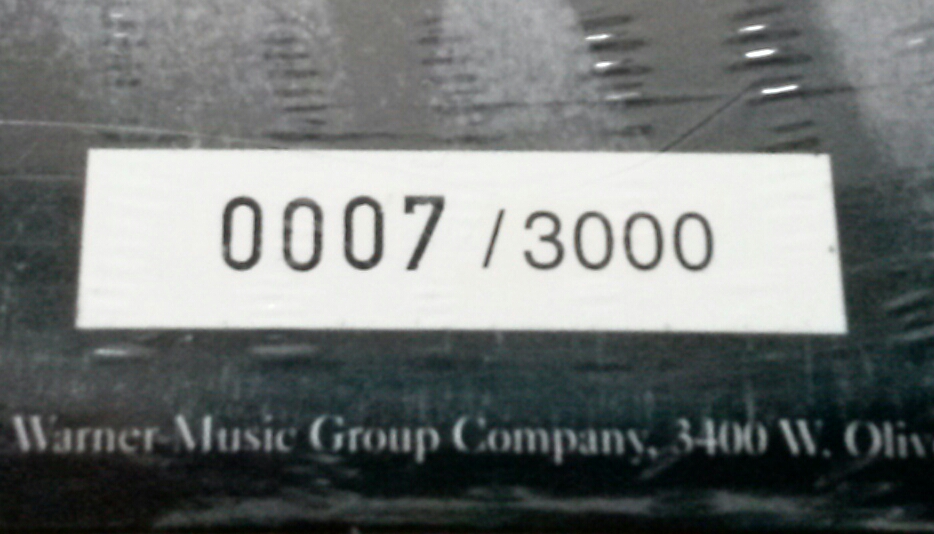 0007 /3000
Warner Music Group Company, 3400 W.